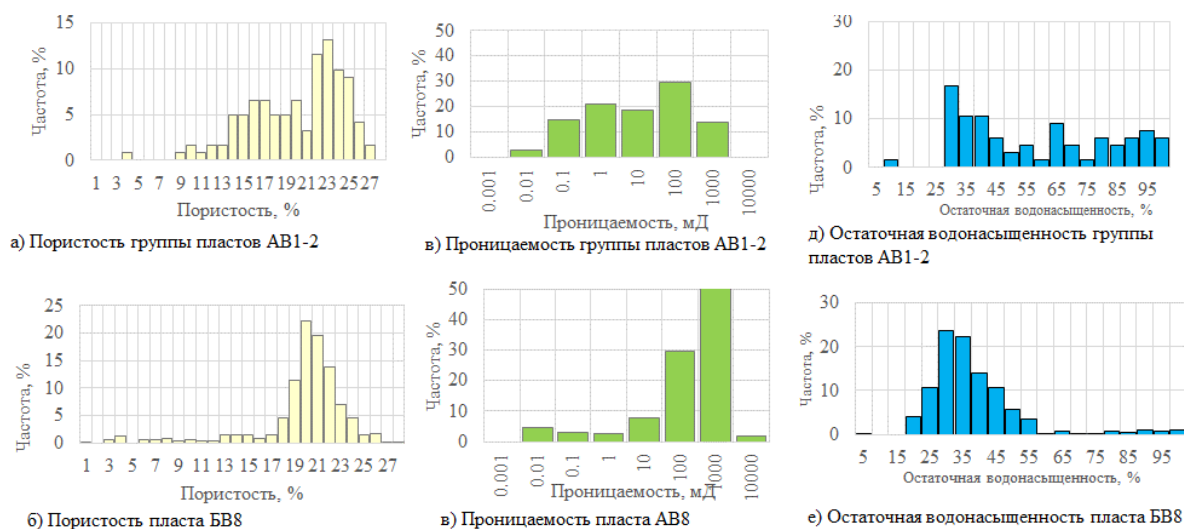 Частота, %
15
10
5
0
1 3 5 7 9 11 13 15 17 19 21 23 25 27
Пористость, %
а) Пористость группы пластов АВ1-2
Частота, %
50
40
30
20
10
0
0.001 0.01 0.1 1 10 100 1000 10000
Проницаемость, мД
в) Проницаемость группы пластов АВ1-2
Частота, %
30
20
10
0
5 15 25 35 45 55 65 75 85 95
Остаточная водонасыщенность, %
д) Остаточная водонасыщенность группы
пластов АВ1-2
Частота, %
25
20
15
10
5
0
1 3 5 7 9 11 13 15 17 19 21 23 25 27
Пористость, %
б) Пористость пласта БВ8
Частота, %
50
40
30
20
10
0
0.001 0.01 0.1 1 10 100 1000 10000
Проницаемость, мД
в) Проницаемость пласта АВ8
Частота, %
30
20
10
0
5 15 25 35 45 55 65 75 85 95
Остаточная водонасыщенность, %
е) Остаточная водонасыщенность пласта БВ8